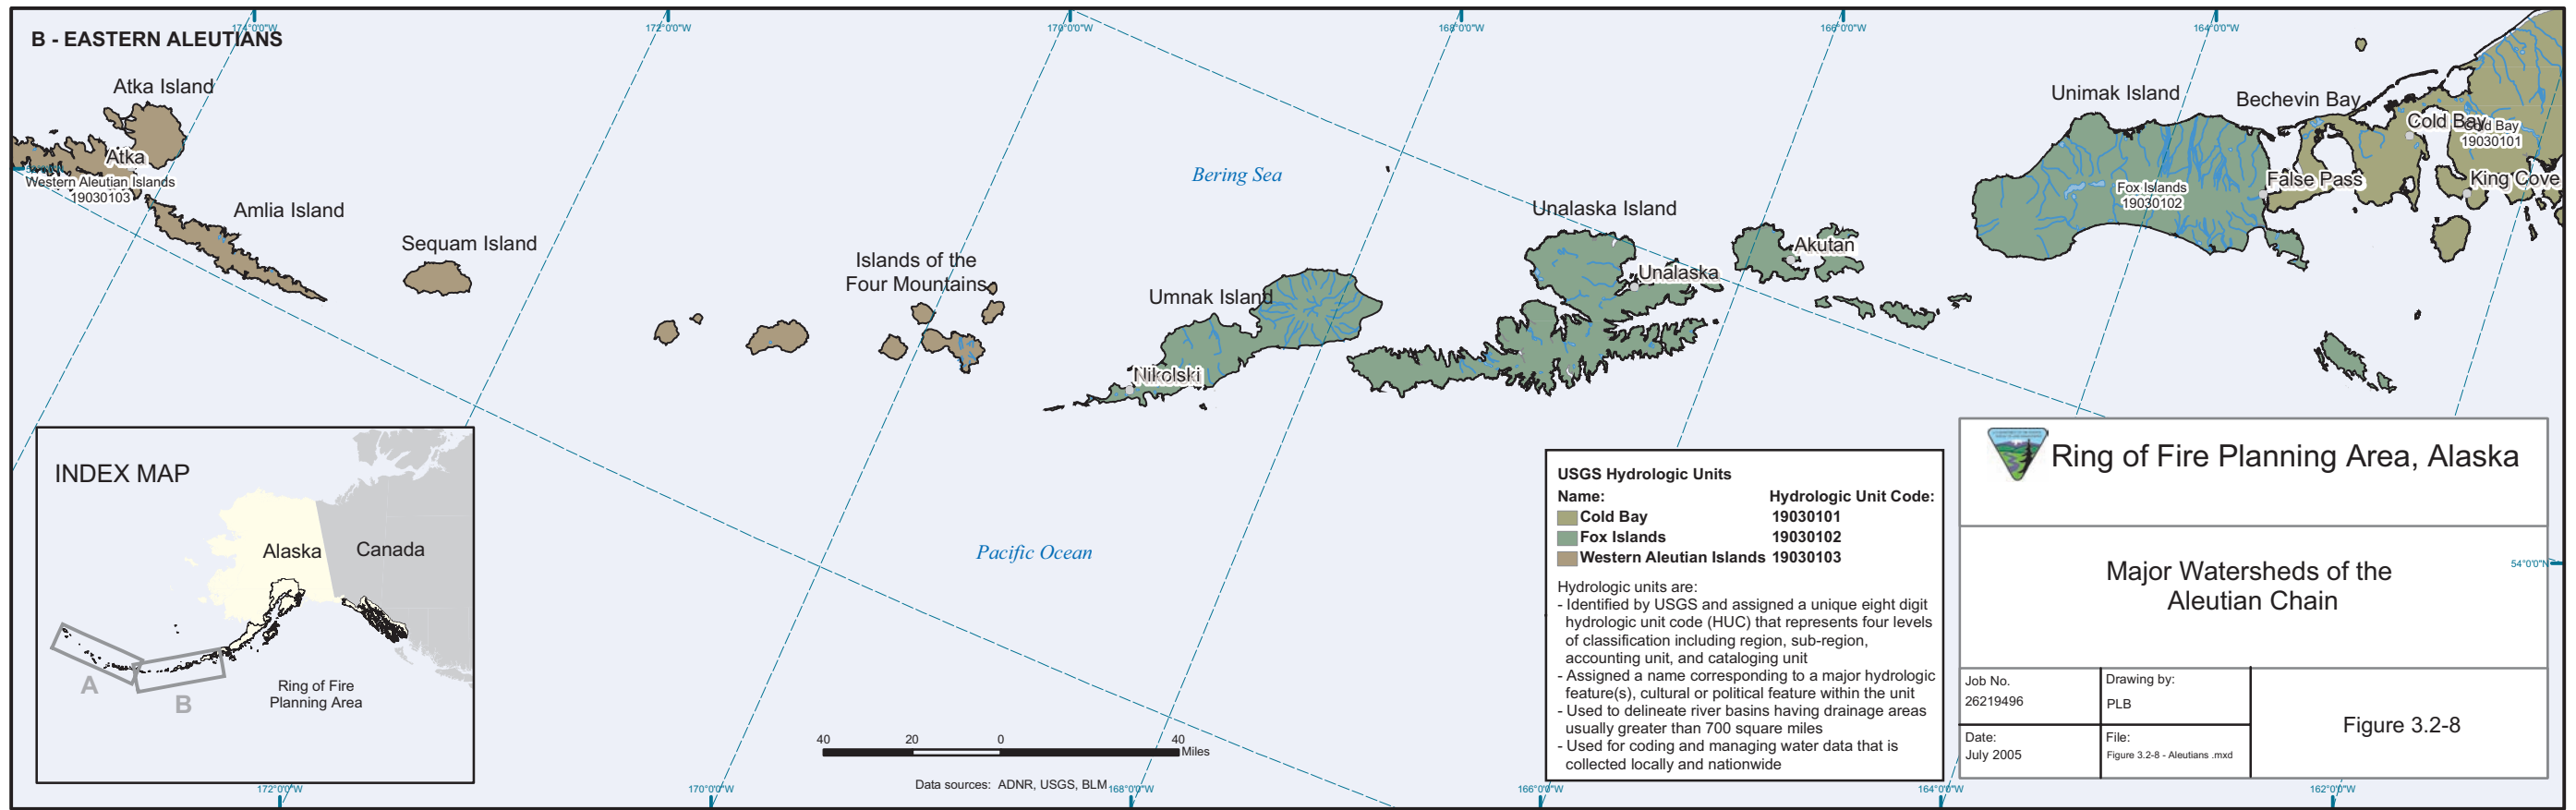 B - EASTERN ALEUTIANS
174°0'0"W
172°0'0"W
170°0'0"W
168°0'0"W
166°0'0"W
164°0'0"W
Atka Island
Atka
Western Aleutian Islands
19030103
Amlia Island
Sequam Island
Islands of the
Four Mountains
Bering Sea
Umnak Island
Nikolski
Unalaska Island
Unalaska
Akutan
Unimak Island
Fox Islands
19030102
Bechevin Bay
False Pass
Cold Bay
Cold Bay
19030101
King Cove
Pacific Ocean
INDEX MAP
Alaska
Canada
A
B
Ring of Fire
Planning Area
40 20 0 40
Miles
Data sources: ADNR, USGS, BLM
USGS Hydrologic Units
Name: Hydrologic Unit Code:
Cold Bay 19030101
Fox Islands 19030102
Western Aleutian Islands 19030103
Hydrologic units are:
- Identified by USGS and assigned a unique eight digit
hydrologic unit code (HUC) that represents four levels
of classification including region, sub-region,
accounting unit, and cataloging unit
- Assigned a name corresponding to a major hydrologic
feature(s), cultural or political feature within the unit
- Used to delineate river basins having drainage areas
usually greater than 700 square miles
- Used for coding and managing water data that is
collected locally and nationwide
Ring of Fire Planning Area, Alaska
Major Watersheds of the
Aleutian Chain
54°0'0"N
Job No.
26219496
Drawing by:
PLB
Date:
July 2005
File:
Figure 3.2-8 - Aleutians .mxd
Figure 3.2-8
172°0'0"W
170°0'0"W
168°0'0"W
166°0'0"W
164°0'0"W
162°0'0"W